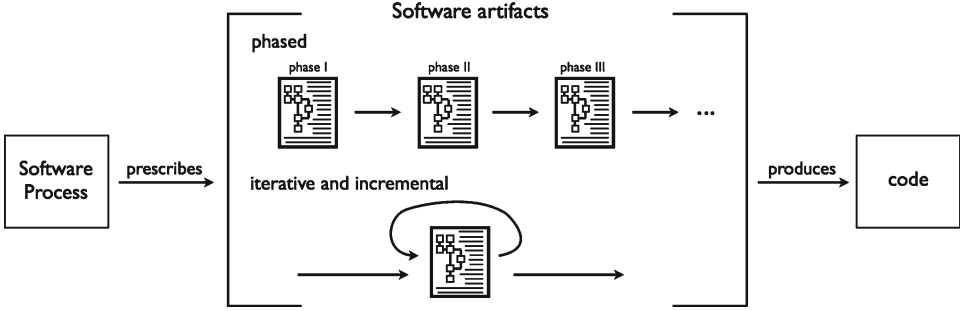 Software artifacts
phased
phase I
phase II
phase III
...
Software
Process
prescribes
iterative and incremental
produces
code